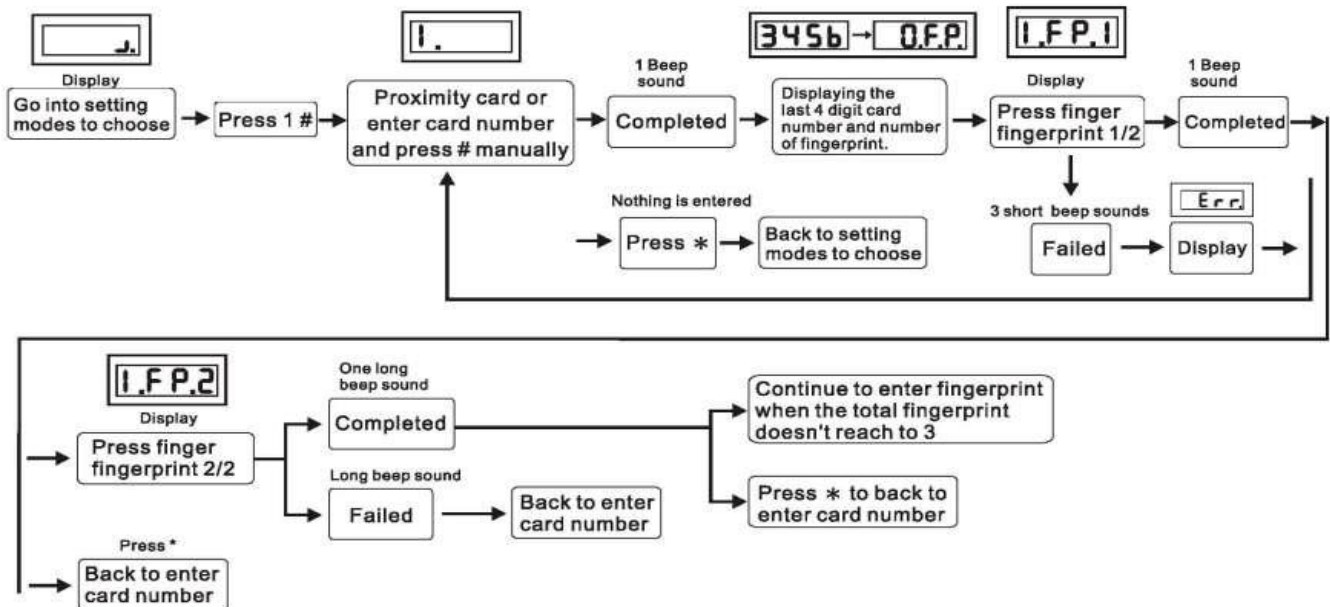 ᒧ.
Display
Go into setting
modes to choose
Press 1 #
1.
Proximity card or
enter card number
and press # manually
1 Beep
sound
Completed
345b → 0.F.P.
Displaying the
last 4 digit card
number and number
of fingerprint.
1.F P.1
Display
Press finger
fingerprint 1/2
1 Beep
sound
Completed
Nothing is entered
Press *
Back to setting
modes to choose
3 short beep sounds
Failed
Err.
Display
1.F P.2
Display
Press finger
fingerprint 2/2
One long
beep sound
Completed
Long beep sound
Failed
Back to enter
card number
Continue to enter fingerprint
when the total fingerprint
doesn't reach to 3
Press * to back to
enter card number
Press *
Back to enter
card number